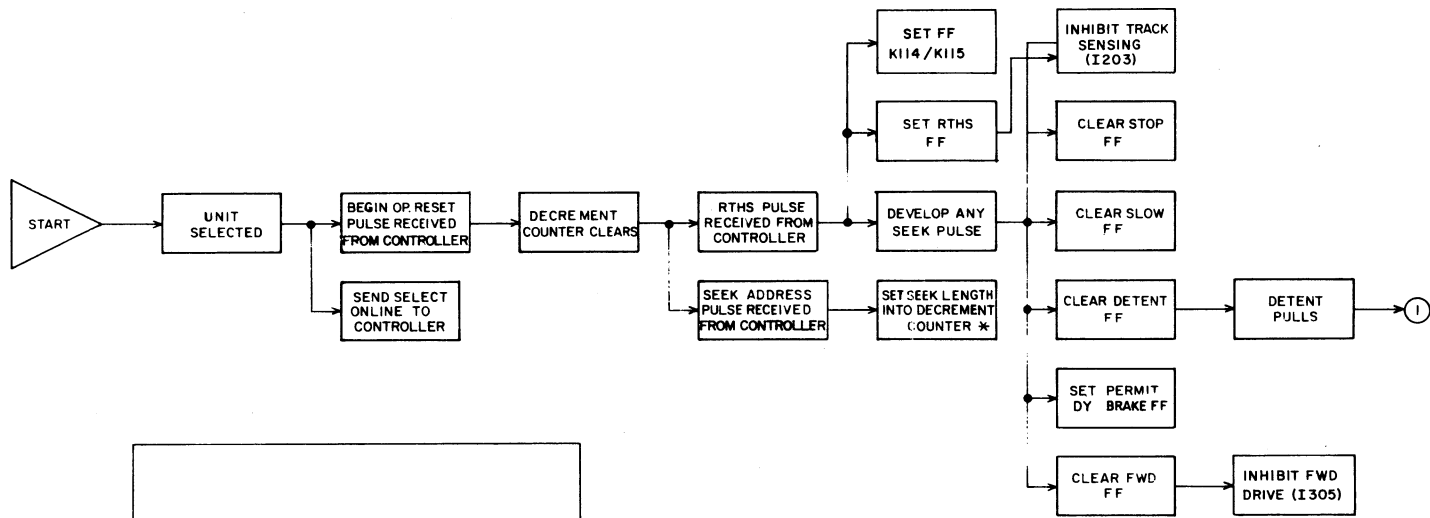 START
UNIT
SELECTED
BEGIN OP. RESET
PULSE RECEIVED
FROM CONTROLLER
SEND SELECT
ONLINE TO
CONTROLLER
DECREMENT
COUNTER CLEARS
RTHS PULSE
RECEIVED FROM
CONTROLLER
SEEK ADDRESS
PULSE RECEIVED
FROM CONTROLLER
SET FF
K114/K115
SET RTHS
FF
DEVELOP ANY
SEEK PULSE
SET SEEK LENGTH
INTO DECREMENT
COUNTER *
INHIBIT TRACK
SENSING
(I203)
CLEAR STOP
FF
CLEAR SLOW
FF
CLEAR DETENT
FF
DETENT
PULLS
I
SET PERMIT
DY BRAKE FF
CLEAR FWD
FF
INHIBIT FWD
DRIVE (I305)